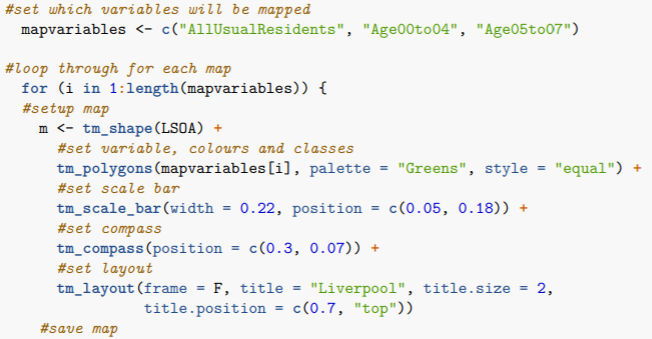 #set which variables will be mapped
mapvariables <- c("AllUsualResidents", "Age00to04", "Age05to07")
#loop through for each map
for (i in 1:length(mapvariables)) {
#setup map
m <- tm_shape(LSOA) +
#set variable, colours and classes
tm_polygons(mapvariables[i], palette = "Greens", style = "equal") +
#set scale bar
tm_scale_bar(width = 0.22, position = c(0.05, 0.18)) +
#set compass
tm_compass(position = c(0.3, 0.07)) +
#set layout
tm_layout(frame = F, title = "Liverpool", title.size = 2,
title.position = c(0.7, "top"))
#save map